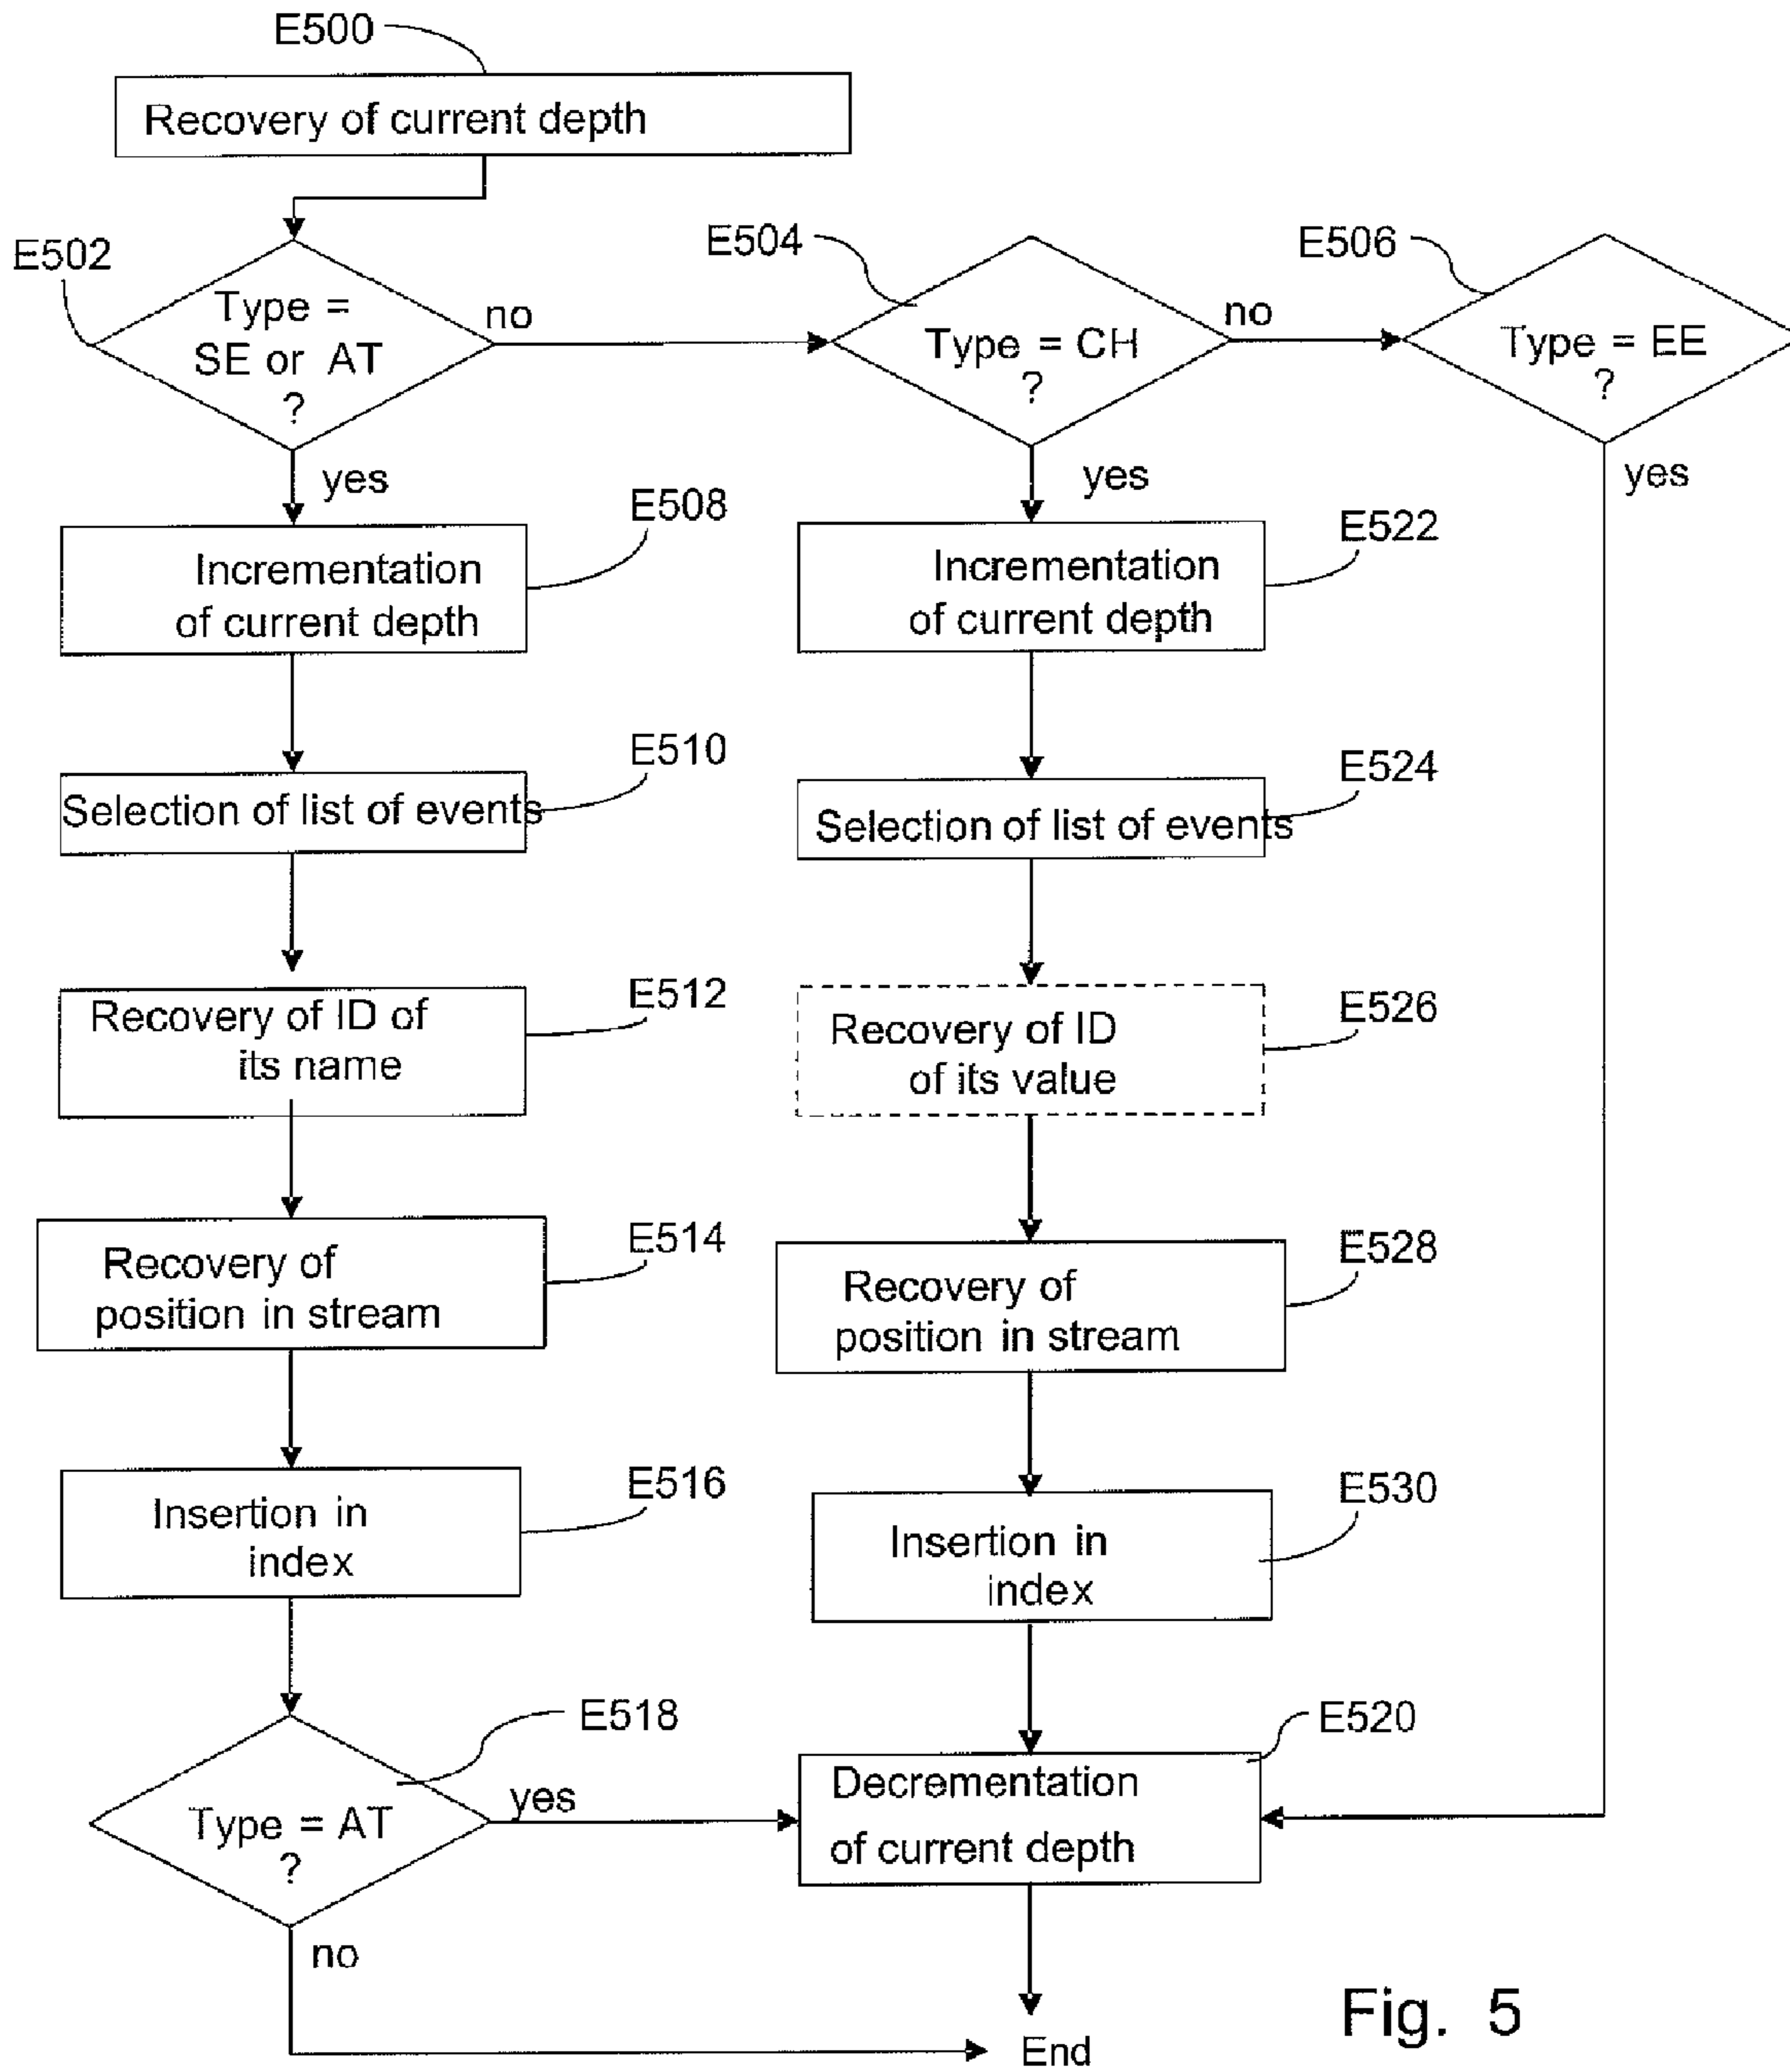 E500
Recovery of current depth
E502
Type =
SE or AT
?
no
yes
E504
Type = CH
?
no
yes
E506
Type = EE
?
yes
E508
Incrementation
of current depth
E522
Incrementation
of current depth
E510
Selection of list of events
E524
Selection of list of events
E512
Recovery of ID of
its name
E526
Recovery of ID
of its value
E514
Recovery of
position in stream
E528
Recovery of
position in stream
E516
Insertion in
index
E530
Insertion in
index
E518
Type = AT
?
yes
no
E520
Decrementation
of current depth
End
Fig. 5